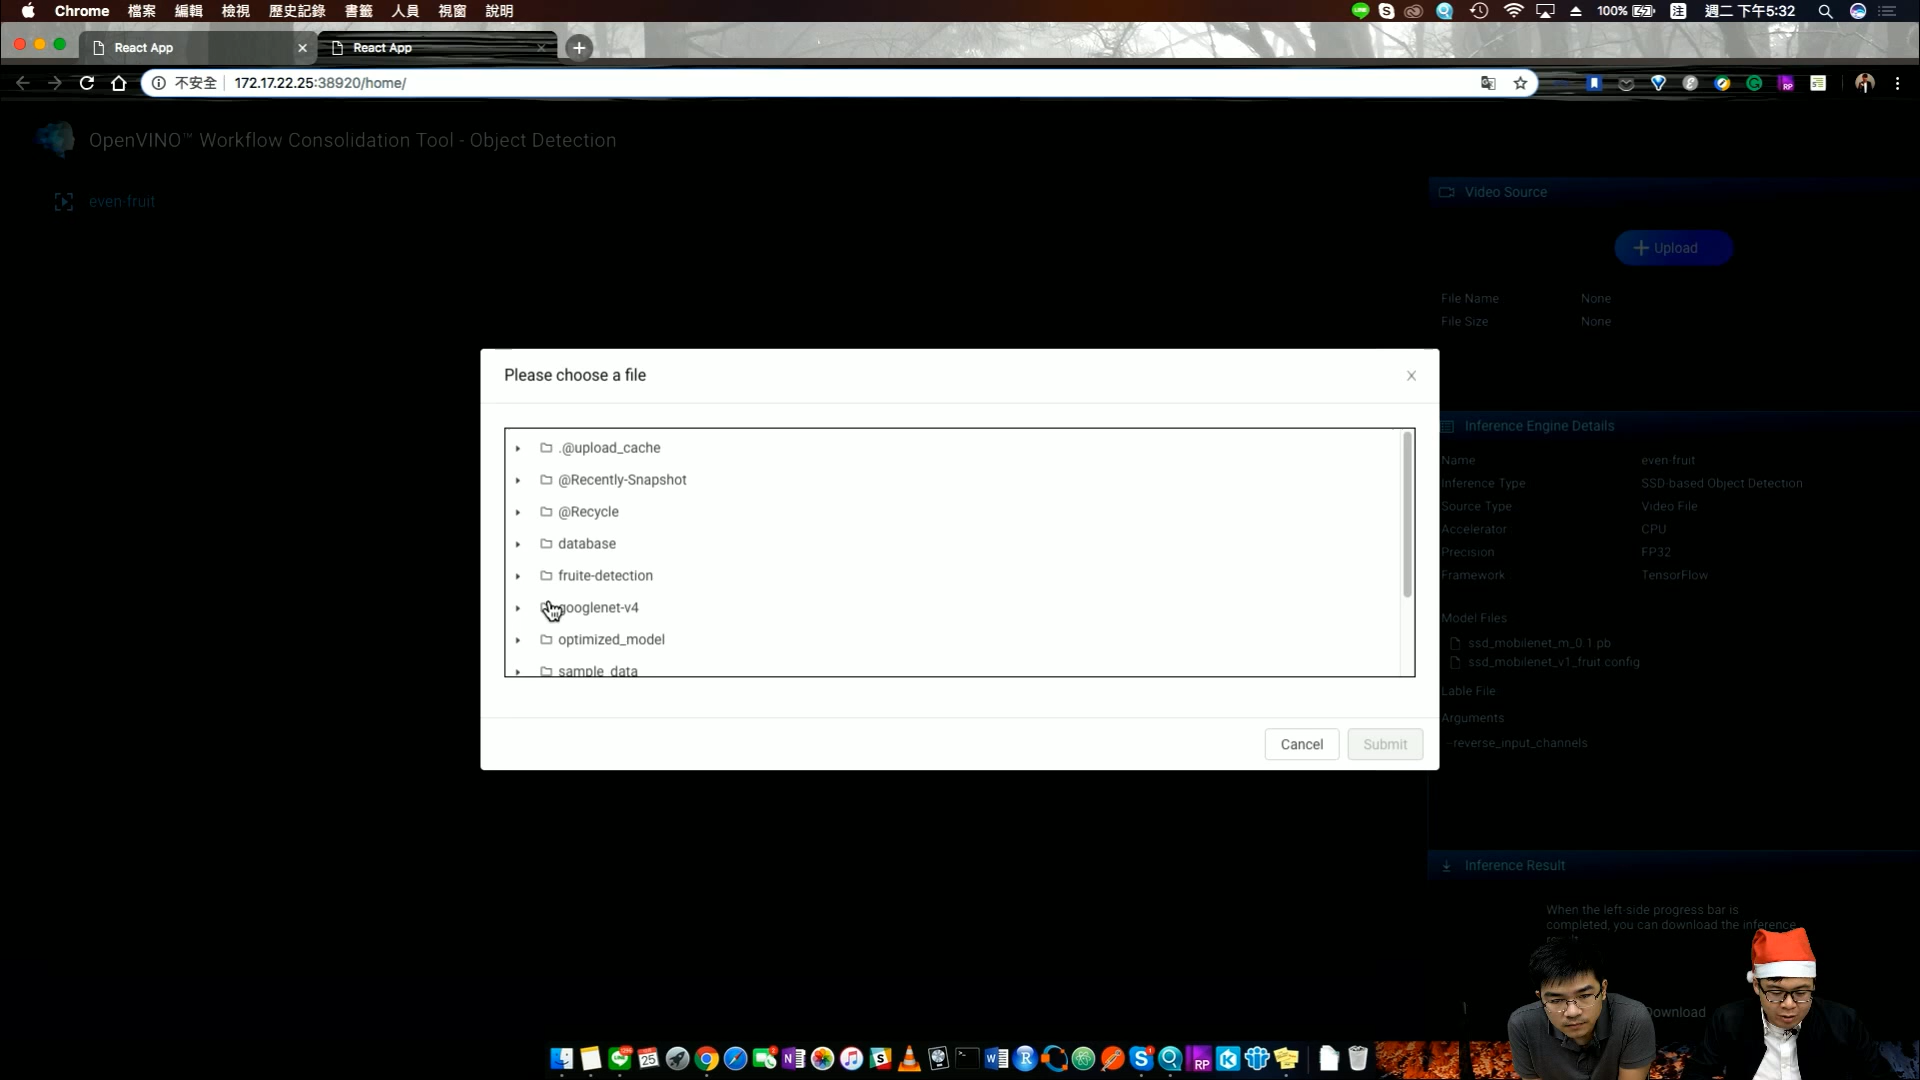 Chrome 檔案 編輯 檢視 歷史記錄 書籤 人員 視窗 說明 100% 注 週二 下午5:32
React App React App
不安全 172.17.22.25:38920/home/
OpenVINO™ Workflow Consolidation Tool - Object Detection
even-fruit
Video Source
Upload
File Name None
File Size None
Please choose a file
.@upload_cache
@Recently-Snapshot
@Recycle
database
fruite-detection
googlenet-v4
optimized_model
sample_data
Cancel Submit
Inference Engine Details
Name even-fruit
Inference Type SSD-based Object Detection
Source Type Video File
Accelerator CPU
Precision FP32
Framework TensorFlow
Model Files
ssd_mobilenet_m_0.1.pb
ssd_mobilenet_v1_fruit.config
Lable File
Arguments
--reverse_input_channels
Inference Result
When the left-side progress bar is
completed, you can download the inference
Download
25
RP